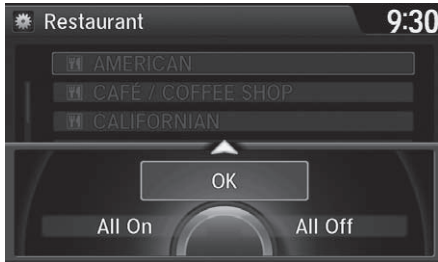 Restaurant 9:30
AMERICAN
CAFÉ / COFFEE SHOP
CALIFORNIAN
OK
All On All Off